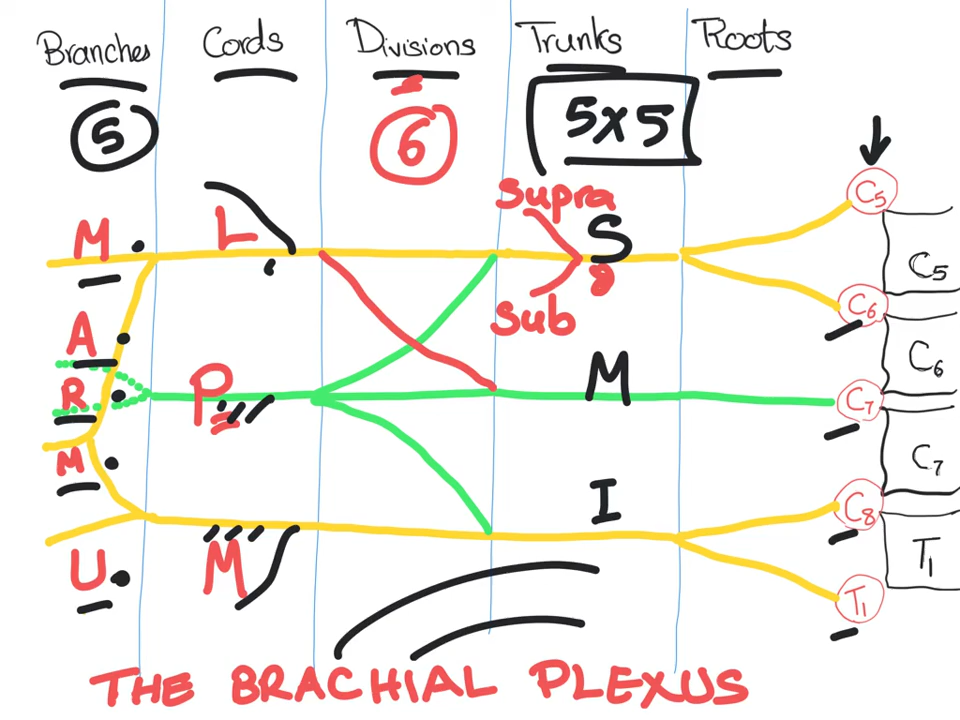 Branches Cords Divisions Trunks Roots
5 6 5x5
C5
Supra
M L S
Sub
C5
C6
A
C6
R P M C7
M
C7
I C8
U M T1
T1
THE BRACHIAL PLEXUS